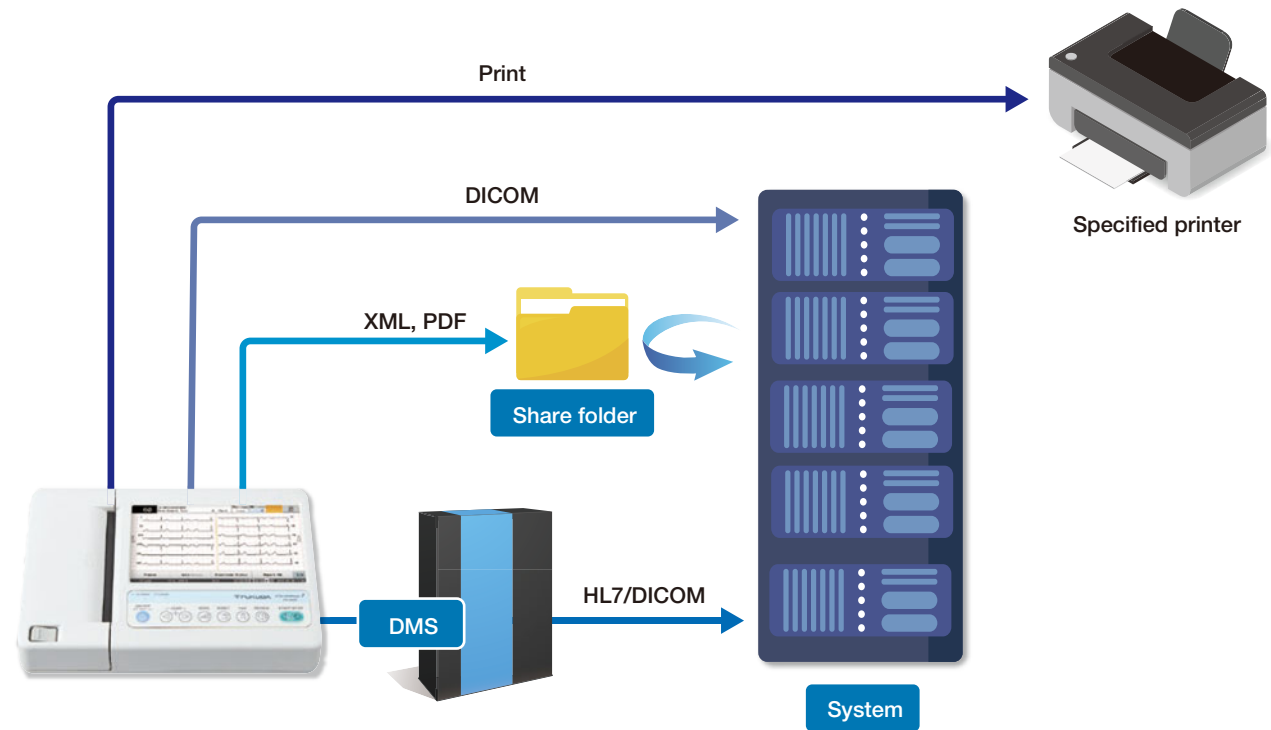 Print
Specified printer
DICOM
XML, PDF
Share folder
HL7/DICOM
DMS
System